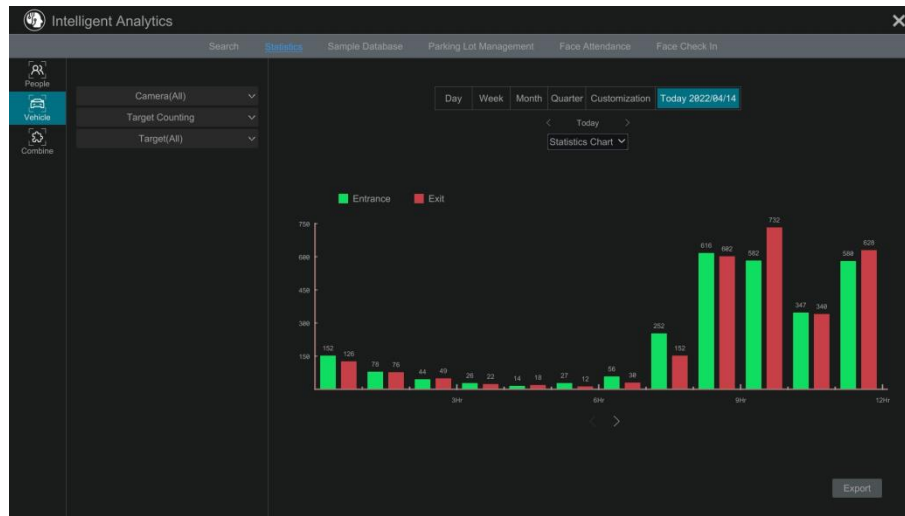 Intelligent Analytics
Search Statistics Sample Database Parking Lot Management Face Attendance Face Check In
People
Vehicle
Combine
Camera(All)
Target Counting
Target(All)
Day Week Month Quarter Customization Today 2022/04/14
Today
Statistics Chart
Entrance Exit
750
600
450
300
150
152 126 78 76 44 49 26 22 14 18 27 12 56 30 252 152 616 602 582 732 347 340 580 628
3Hr 6Hr 9Hr 12Hr
Export